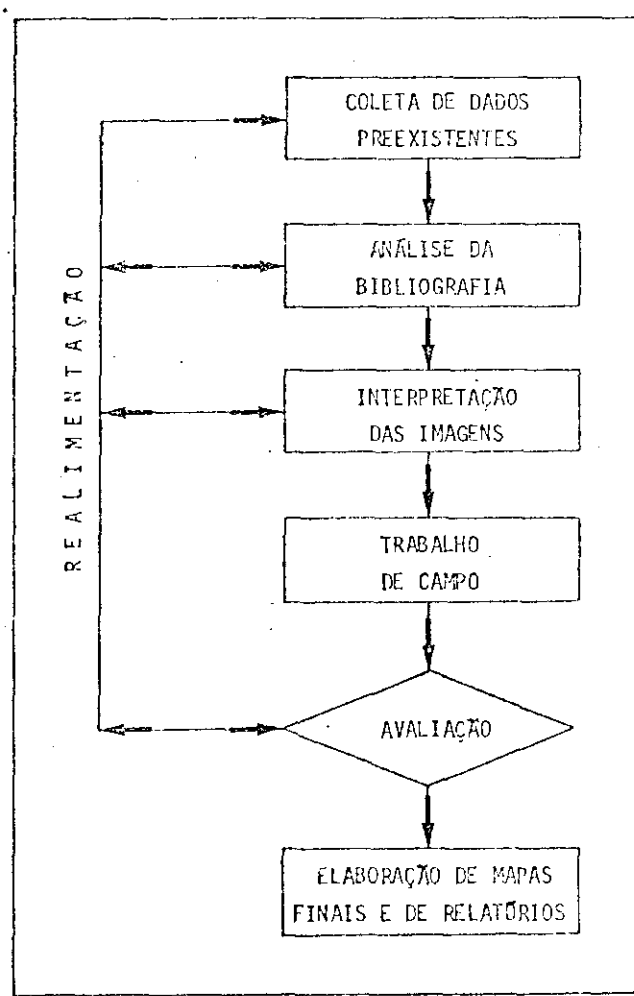 COLETA DE DADOS
PREEXISTENTES
ANÁLISE DA
BIBLIOGRAFIA
INTERPRETAÇÃO
DAS IMAGENS
TRABALHO
DE CAMPO
AVALIAÇÃO
ELABORAÇÃO DE MAPAS
FINAIS E DE RELATÓRIOS
REALIMENTAÇÃO